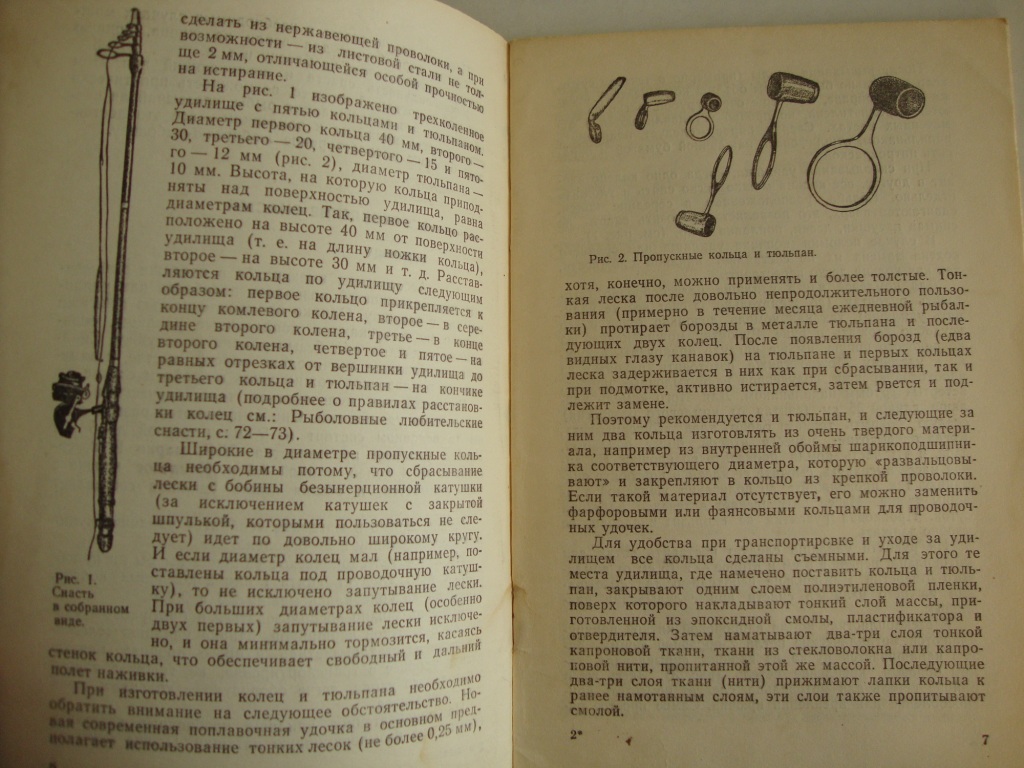 сделать из нержавеющей проволоки, а при
возможности — из листовой стали не тол-
ще 2 мм, отличающейся особой прочностью
на истирание.
На рис. 1 изображено трехколенное
удилище с пятью кольцами и тюльпаном.
Диаметр первого кольца 40 мм, второго —
30, третьего — 20, четвертого — 15 и пято-
го — 12 мм (рис. 2), диаметр тюльпана —
10 мм. Высота, на которую кольца припод-
няты над поверхностью удилища, равна
диаметрам колец. Так, первое кольцо рас-
положено на высоте 40 мм от поверхности
удилища (т. е. на длину ножки кольца),
второе — на высоте 30 мм и т. д. Расстав-
ляются кольца по удилищу следующим
образом: первое кольцо прикрепляется к
концу комлевого колена, второе — в сере-
дине второго колена, третье — в конце
второго колена, четвертое и пятое — на
равных отрезках от вершинки удилища до
третьего кольца и тюльпан — на кончике
удилища (подробнее о правилах расстанов-
ки колец см.: Рыболовные любительские
снасти, с. 72—73).
Широкие в диаметре пропускные коль-
ца необходимы потому, что сбрасывание
лески с бобины безынерционной катушки
(за исключением катушек с закрытой
шпулькой, которыми пользоваться не сле-
дует) идет по довольно широкому кругу.
И если диаметр колец мал (например, по-
ставлены кольца под проводочную катуш-
ку), то не исключено запутывание лески.
При больших диаметрах колец (особенно
двух первых) запутывание лески исключе-
но, и она минимально тормозится, касаясь
стенок кольца, что обеспечивает свободный и дальний
полет наживки.
При изготовлении колец и тюльпана необходимо
обратить внимание на следующее обстоятельство. Но-
вая современная поплавочная удочка в основном пред-
полагает использование тонких лесок (не более 0,25 мм),
Рис. 1.
Снасть
в собранном
виде.
Рис. 2. Пропускные кольца и тюльпан.
хотя, конечно, можно применять и более толстые. Тон-
кая леска после довольно непродолжительного пользо-
вания (примерно в течение месяца ежедневной рыбал-
ки) протирает борозды в металле тюльпана и после-
дующих двух колец. После появления борозд (едва
видных глазу канавок) на тюльпане и первых кольцах
леска задерживается в них как при сбрасывании, так и
при подмотке, активно истирается, затем рвется и под-
лежит замене.
Поэтому рекомендуется и тюльпан, и следующие за
ним два кольца изготовлять из очень твердого матери-
ала, например из внутренней обоймы шарикоподшипни-
ка соответствующего диаметра, которую «развальцовы-
вают» и закрепляют в кольцо из крепкой проволоки.
Если такой материал отсутствует, его можно заменить
фарфоровыми или фаянсовыми кольцами для проводоч-
ных удочек.
Для удобства при транспортировке и уходе за уди-
лищем все кольца сделаны съемными. Для этого те
места удилища, где намечено поставить кольца и тюль-
пан, закрывают одним слоем полиэтиленовой пленки,
поверх которого накладывают тонкий слой массы, при-
готовленной из эпоксидной смолы, пластификатора и
отвердителя. Затем наматывают два-три слоя тонкой
капроновой ткани, ткани из стекловолокна или капро-
новой нити, пропитанной этой же массой. Последующие
два-три слоя ткани (нити) прижимают лапки кольца к
ранее намотанным слоям, эти слои также пропитывают
смолой.
2*
7